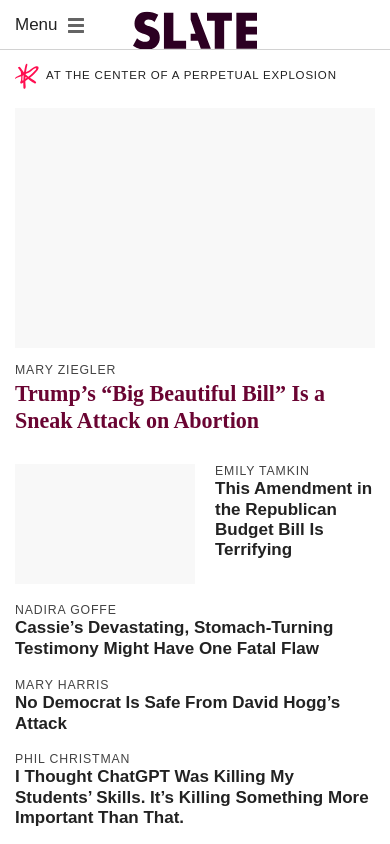 Menu
SLATE
AT THE CENTER OF A PERPETUAL EXPLOSION
MARY ZIEGLER
Trump’s “Big Beautiful Bill” Is a
Sneak Attack on Abortion
EMILY TAMKIN
This Amendment in
the Republican
Budget Bill Is
Terrifying
NADIRA GOFFE
Cassie’s Devastating, Stomach-Turning
Testimony Might Have One Fatal Flaw
MARY HARRIS
No Democrat Is Safe From David Hogg’s
Attack
PHIL CHRISTMAN
I Thought ChatGPT Was Killing My
Students’ Skills. It’s Killing Something More
Important Than That.